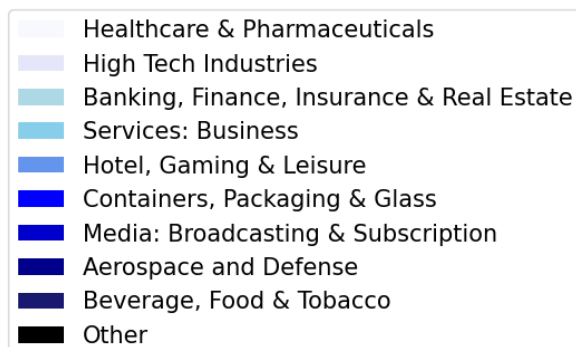 Healthcare & Pharmaceuticals
High Tech Industries
Banking, Finance, Insurance & Real Estate
Services: Business
Hotel, Gaming & Leisure
Containers, Packaging & Glass
Media: Broadcasting & Subscription
Aerospace and Defense
Beverage, Food & Tobacco
Other